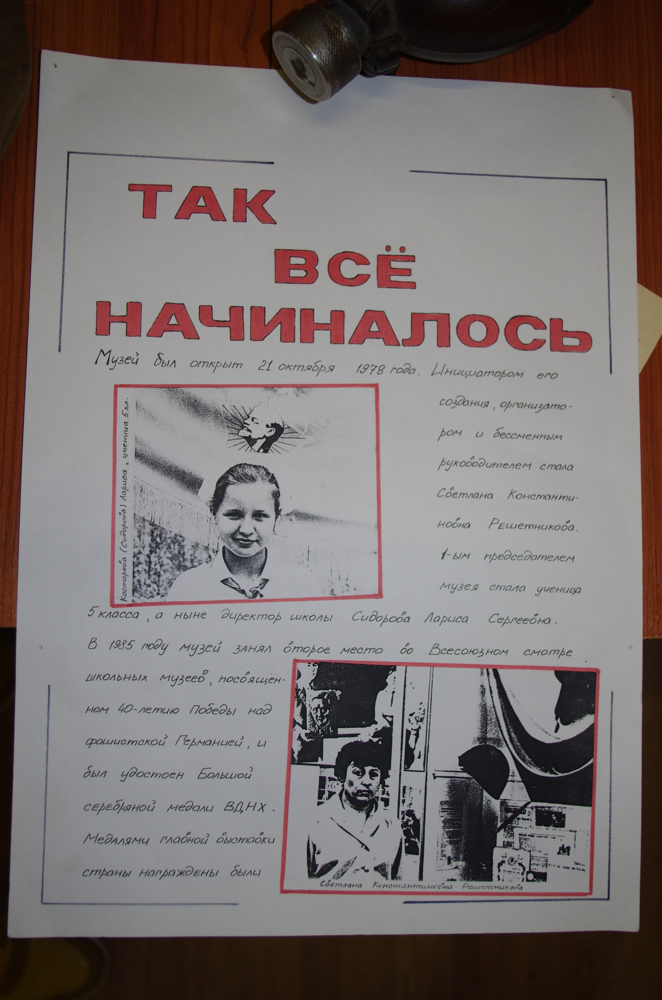 ТАК
ВСЁ
НАЧИНАЛОСЬ
Музей был открыт 21 октября 1978 года. Инициатором его
создания, организато-
ром и бессменным
руководителем стала
Светлана Константи-
новна Решетникова.
1-ым председателем
музея стала ученица
Костарева (Сидорова) Лариса, ученица 5 кл.
5 класса, а ныне директор школы Сидорова Лариса Сергеевна.
В 1985 году музей занял второе место во Всесоюзном смотре
школьных музеев, посвящён-
ном 40-летию Победы над
фашистской Германией, и
был удостоен Большой
серебряной медали ВДНХ.
Медалями главной выставки
страны награждены были
Светлана Константиновна Решетникова